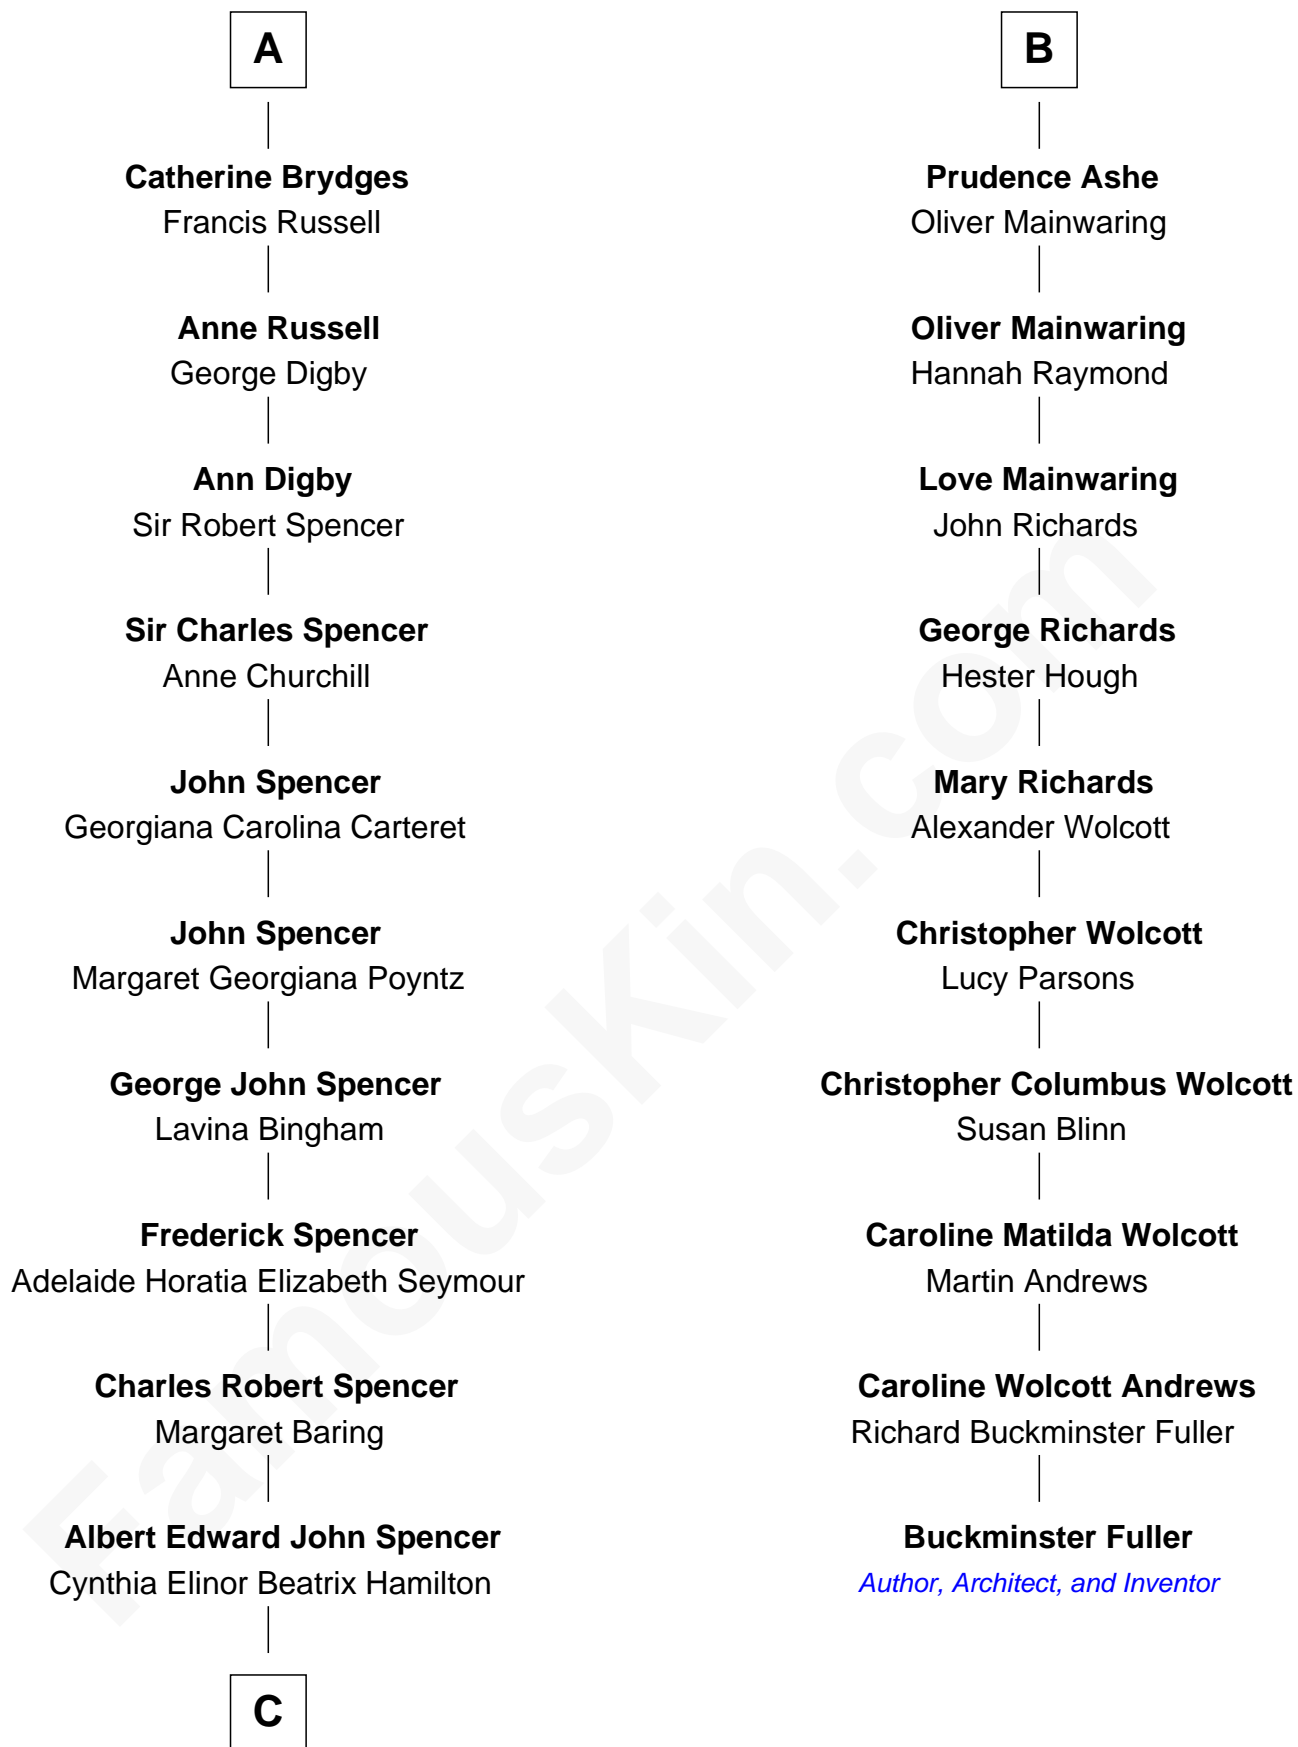 A
Catherine Brydges
Francis Russell
Anne Russell
George Digby
Ann Digby
Sir Robert Spencer
Sir Charles Spencer
Anne Churchill
John Spencer
Georgiana Carolina Carteret
John Spencer
Margaret Georgiana Poyntz
George John Spencer
Lavina Bingham
Frederick Spencer
Adelaide Horatia Elizabeth Seymour
Charles Robert Spencer
Margaret Baring
Albert Edward John Spencer
Cynthia Elinor Beatrix Hamilton
C
B
Prudence Ashe
Oliver Mainwaring
Oliver Mainwaring
Hannah Raymond
Love Mainwaring
John Richards
George Richards
Hester Hough
Mary Richards
Alexander Wolcott
Christopher Wolcott
Lucy Parsons
Christopher Columbus Wolcott
Susan Blinn
Caroline Matilda Wolcott
Martin Andrews
Caroline Wolcott Andrews
Richard Buckminster Fuller
Buckminster Fuller
Author, Architect, and Inventor
FamousKin.com